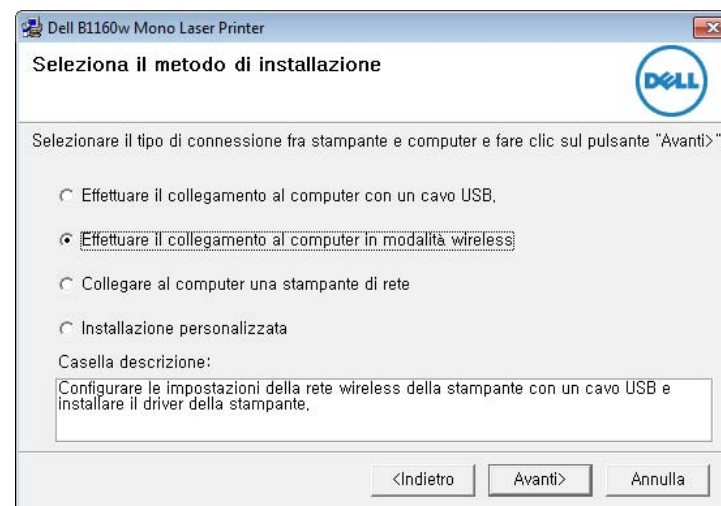 Dell B1160w Mono Laser Printer
Seleziona il metodo di installazione
DELL
Selezionare il tipo di connessione fra stampante e computer e fare clic sul pulsante "Avanti>"
Effettuare il collegamento al computer con un cavo USB,
Effettuare il collegamento al computer in modalità wireless
Collegare al computer una stampante di rete
Installazione personalizzata
Casella descrizione:
Configurare le impostazioni della rete wireless della stampante con un cavo USB e
installare il driver della stampante,
<Indietro
Avanti>
Annulla